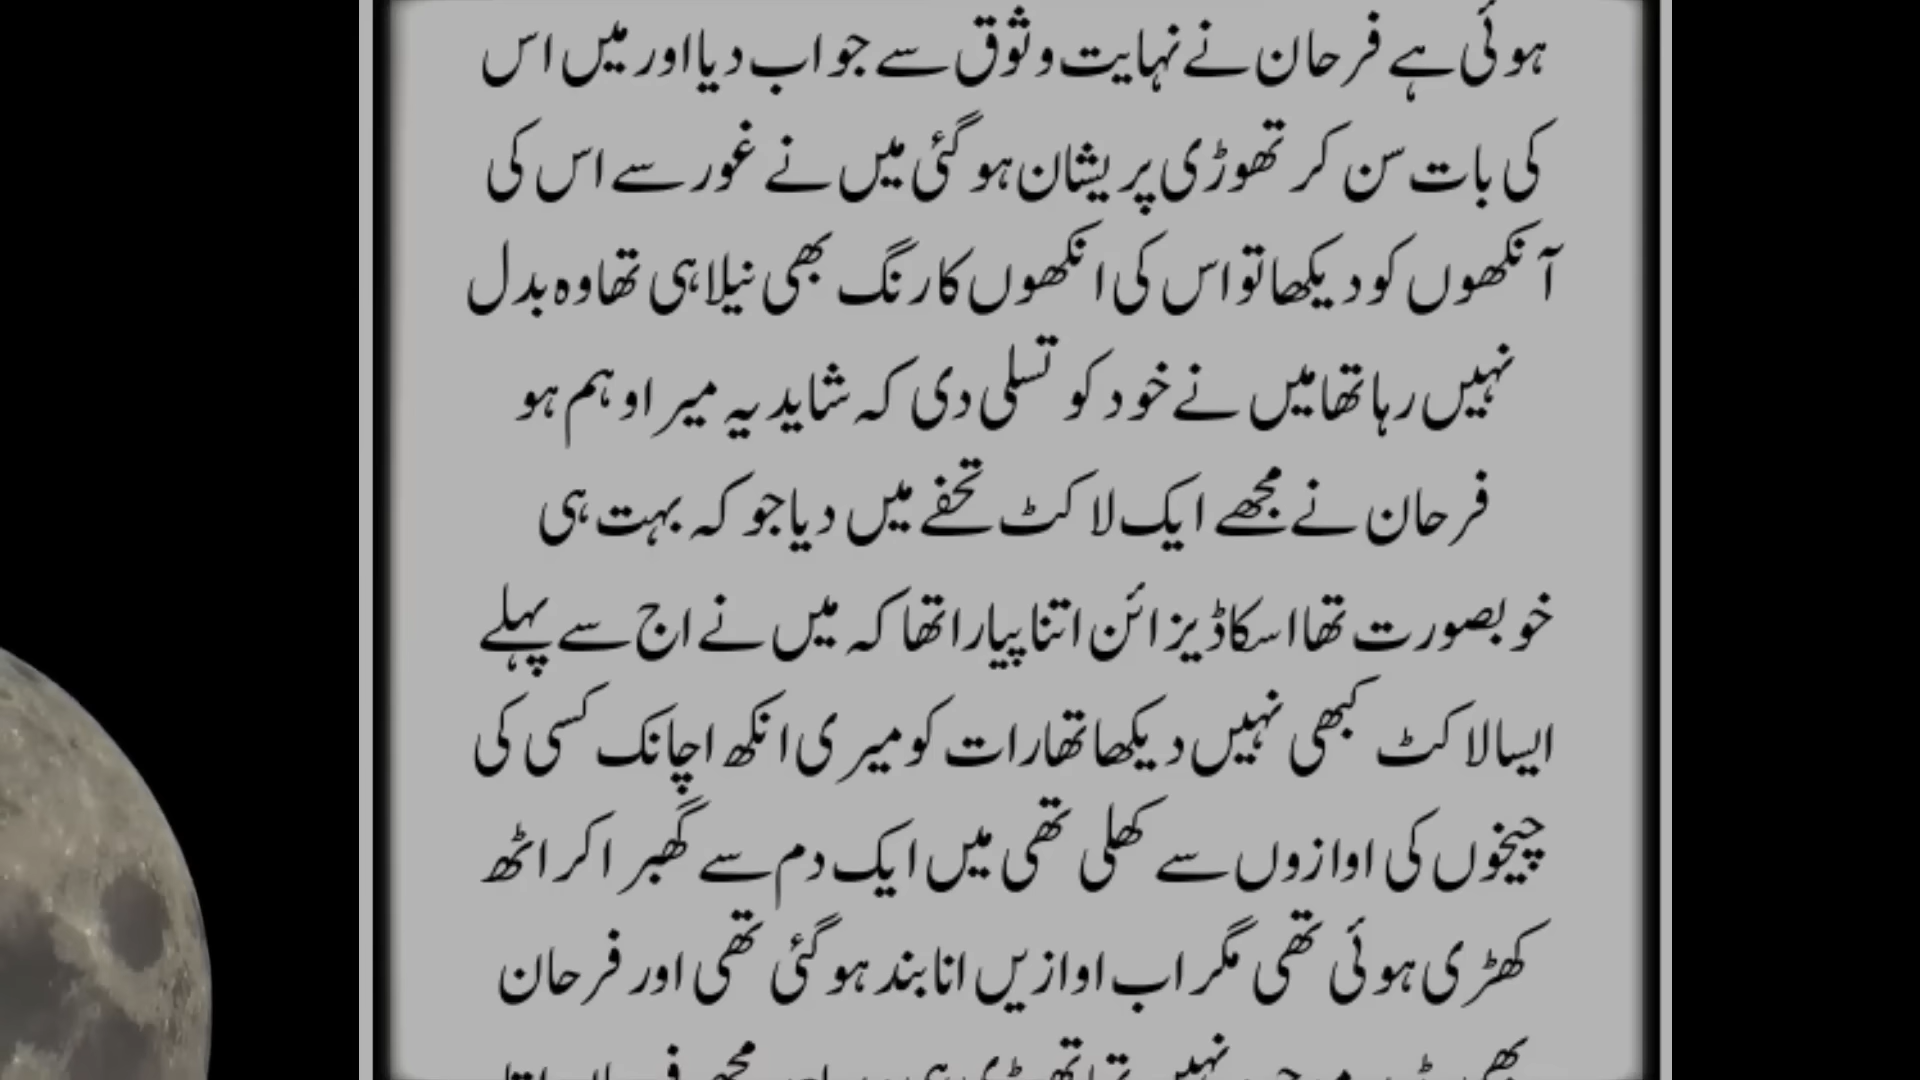 ہوئی ہے فرحان نے نہایت وثوق سے جواب دیا اور میں اس
کی بات سن کر تھوڑی پریشان ہو گئی میں نے غور سے اس کی
آنکھوں کو دیکھا تو اس کی انکھوں کا رنگ بھی نیلا ہی تھا وہ بدل
نہیں رہا تھا میں نے خود کو تسلی دی کہ شاید یہ میرا وہم ہو
فرحان نے مجھے ایک لاکٹ تحفے میں دیا جو کہ بہت ہی
خوبصورت تھا اسکا ڈیزائن اتنا پیارا تھا کہ میں نے اج سے پہلے
ایسا لاکٹ کبھی نہیں دیکھا تھا رات کو میری انکھ اچانک کسی کی
چیخوں کی اوازوں سے کھلی تھی میں ایک دم سے گھبرا کر اٹھ
کھڑی ہوئی تھی مگر اب اوازیں انا بند ہو گئی تھی اور فرحان